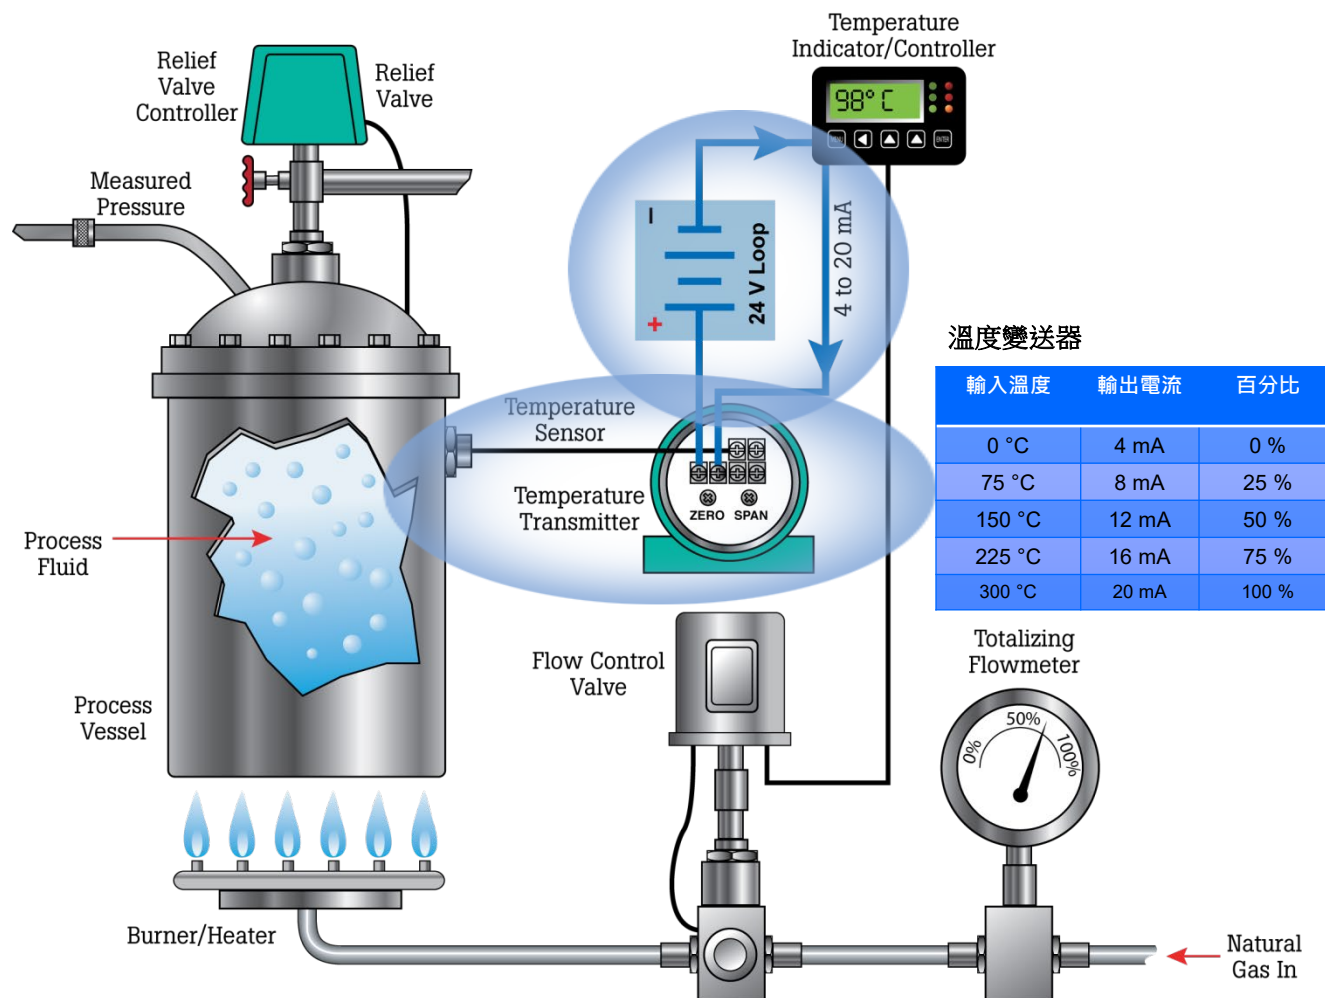 Temperature
Indicator/Controller
98°C
MENU
ENTER
Relief
Valve
Controller
Relief
Valve
Measured
Pressure
I
24 V Loop
+
4 to 20 mA
Temperature
Sensor
Temperature
Transmitter
ZERO SPAN
Process
Fluid
Process
Vessel
溫度變送器
輸入溫度 輸出電流 百分比
0 °C 4 mA 0 %
75 °C 8 mA 25 %
150 °C 12 mA 50 %
225 °C 16 mA 75 %
300 °C 20 mA 100 %
Flow Control
Valve
Totalizing
Flowmeter
0% 50% 100%
Burner/Heater
Natural
Gas In